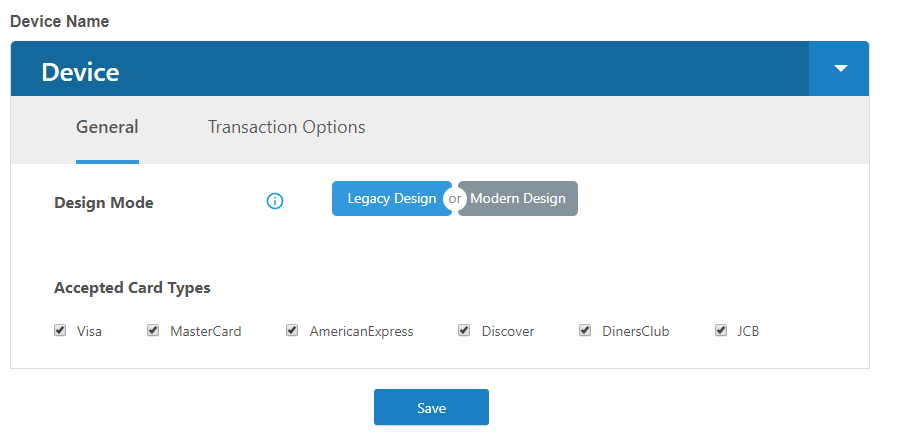 Device Name
Device
General Transaction Options
Design Mode Legacy Design or Modern Design
Accepted Card Types
Visa MasterCard AmericanExpress Discover DinersClub JCB
Save